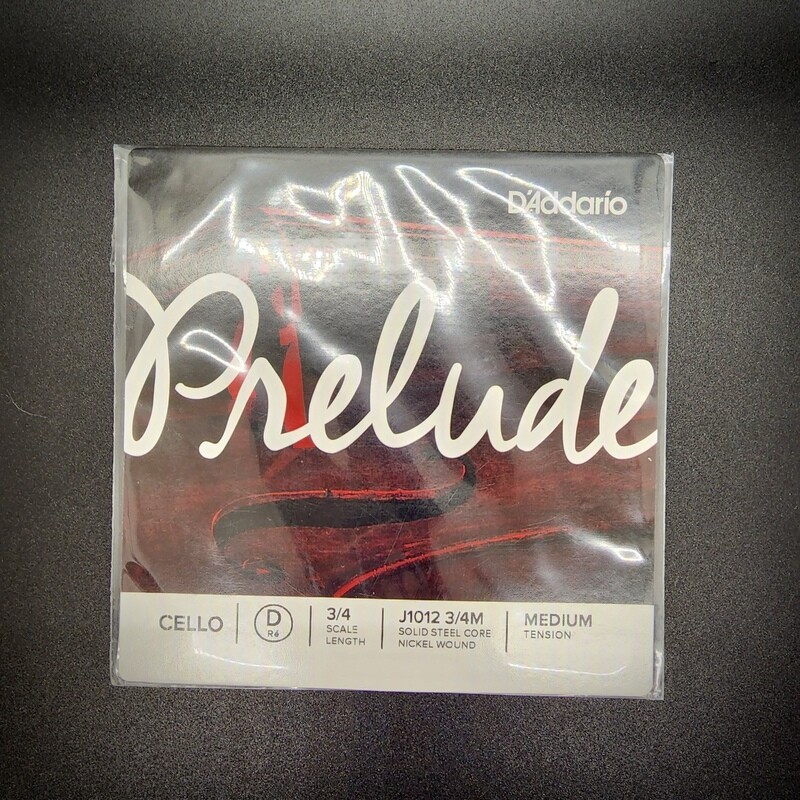 D'Addario
Prelude
CELLO
D
Ré
3/4
SCALE
LENGTH
J1012 3/4M
SOLID STEEL CORE
NICKEL WOUND
MEDIUM
TENSION